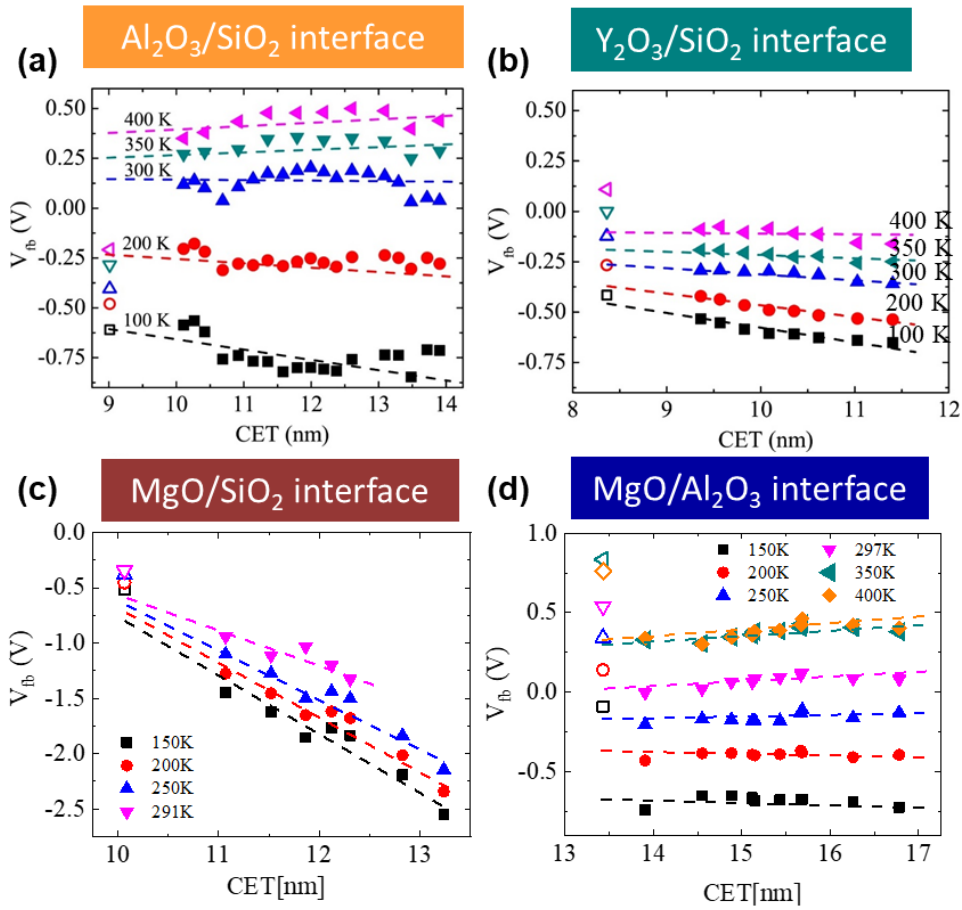 Al₂O₃/SiO₂ interface
Y₂O₃/SiO₂ interface
(a)
(b)
0.50
0.25
0.00
-0.25
-0.50
-0.75
V_fb (V)
400 K
350 K
300 K
200 K
100 K
9 10 11 12 13 14
CET (nm)
0.50
0.25
0.00
-0.25
-0.50
-0.75
V_fb (V)
400 K
350 K
300 K
200 K
100 K
8 9 10 11 12
CET (nm)
(c)
MgO/SiO₂ interface
(d)
MgO/Al₂O₃ interface
0.0
-0.5
-1.0
-1.5
-2.0
-2.5
V_fb (V)
150K
200K
250K
291K
10 11 12 13
CET[nm]
1.0
0.5
0.0
-0.5
V_fb (V)
150K 297K
200K 350K
250K 400K
13 14 15 16 17
CET[nm]